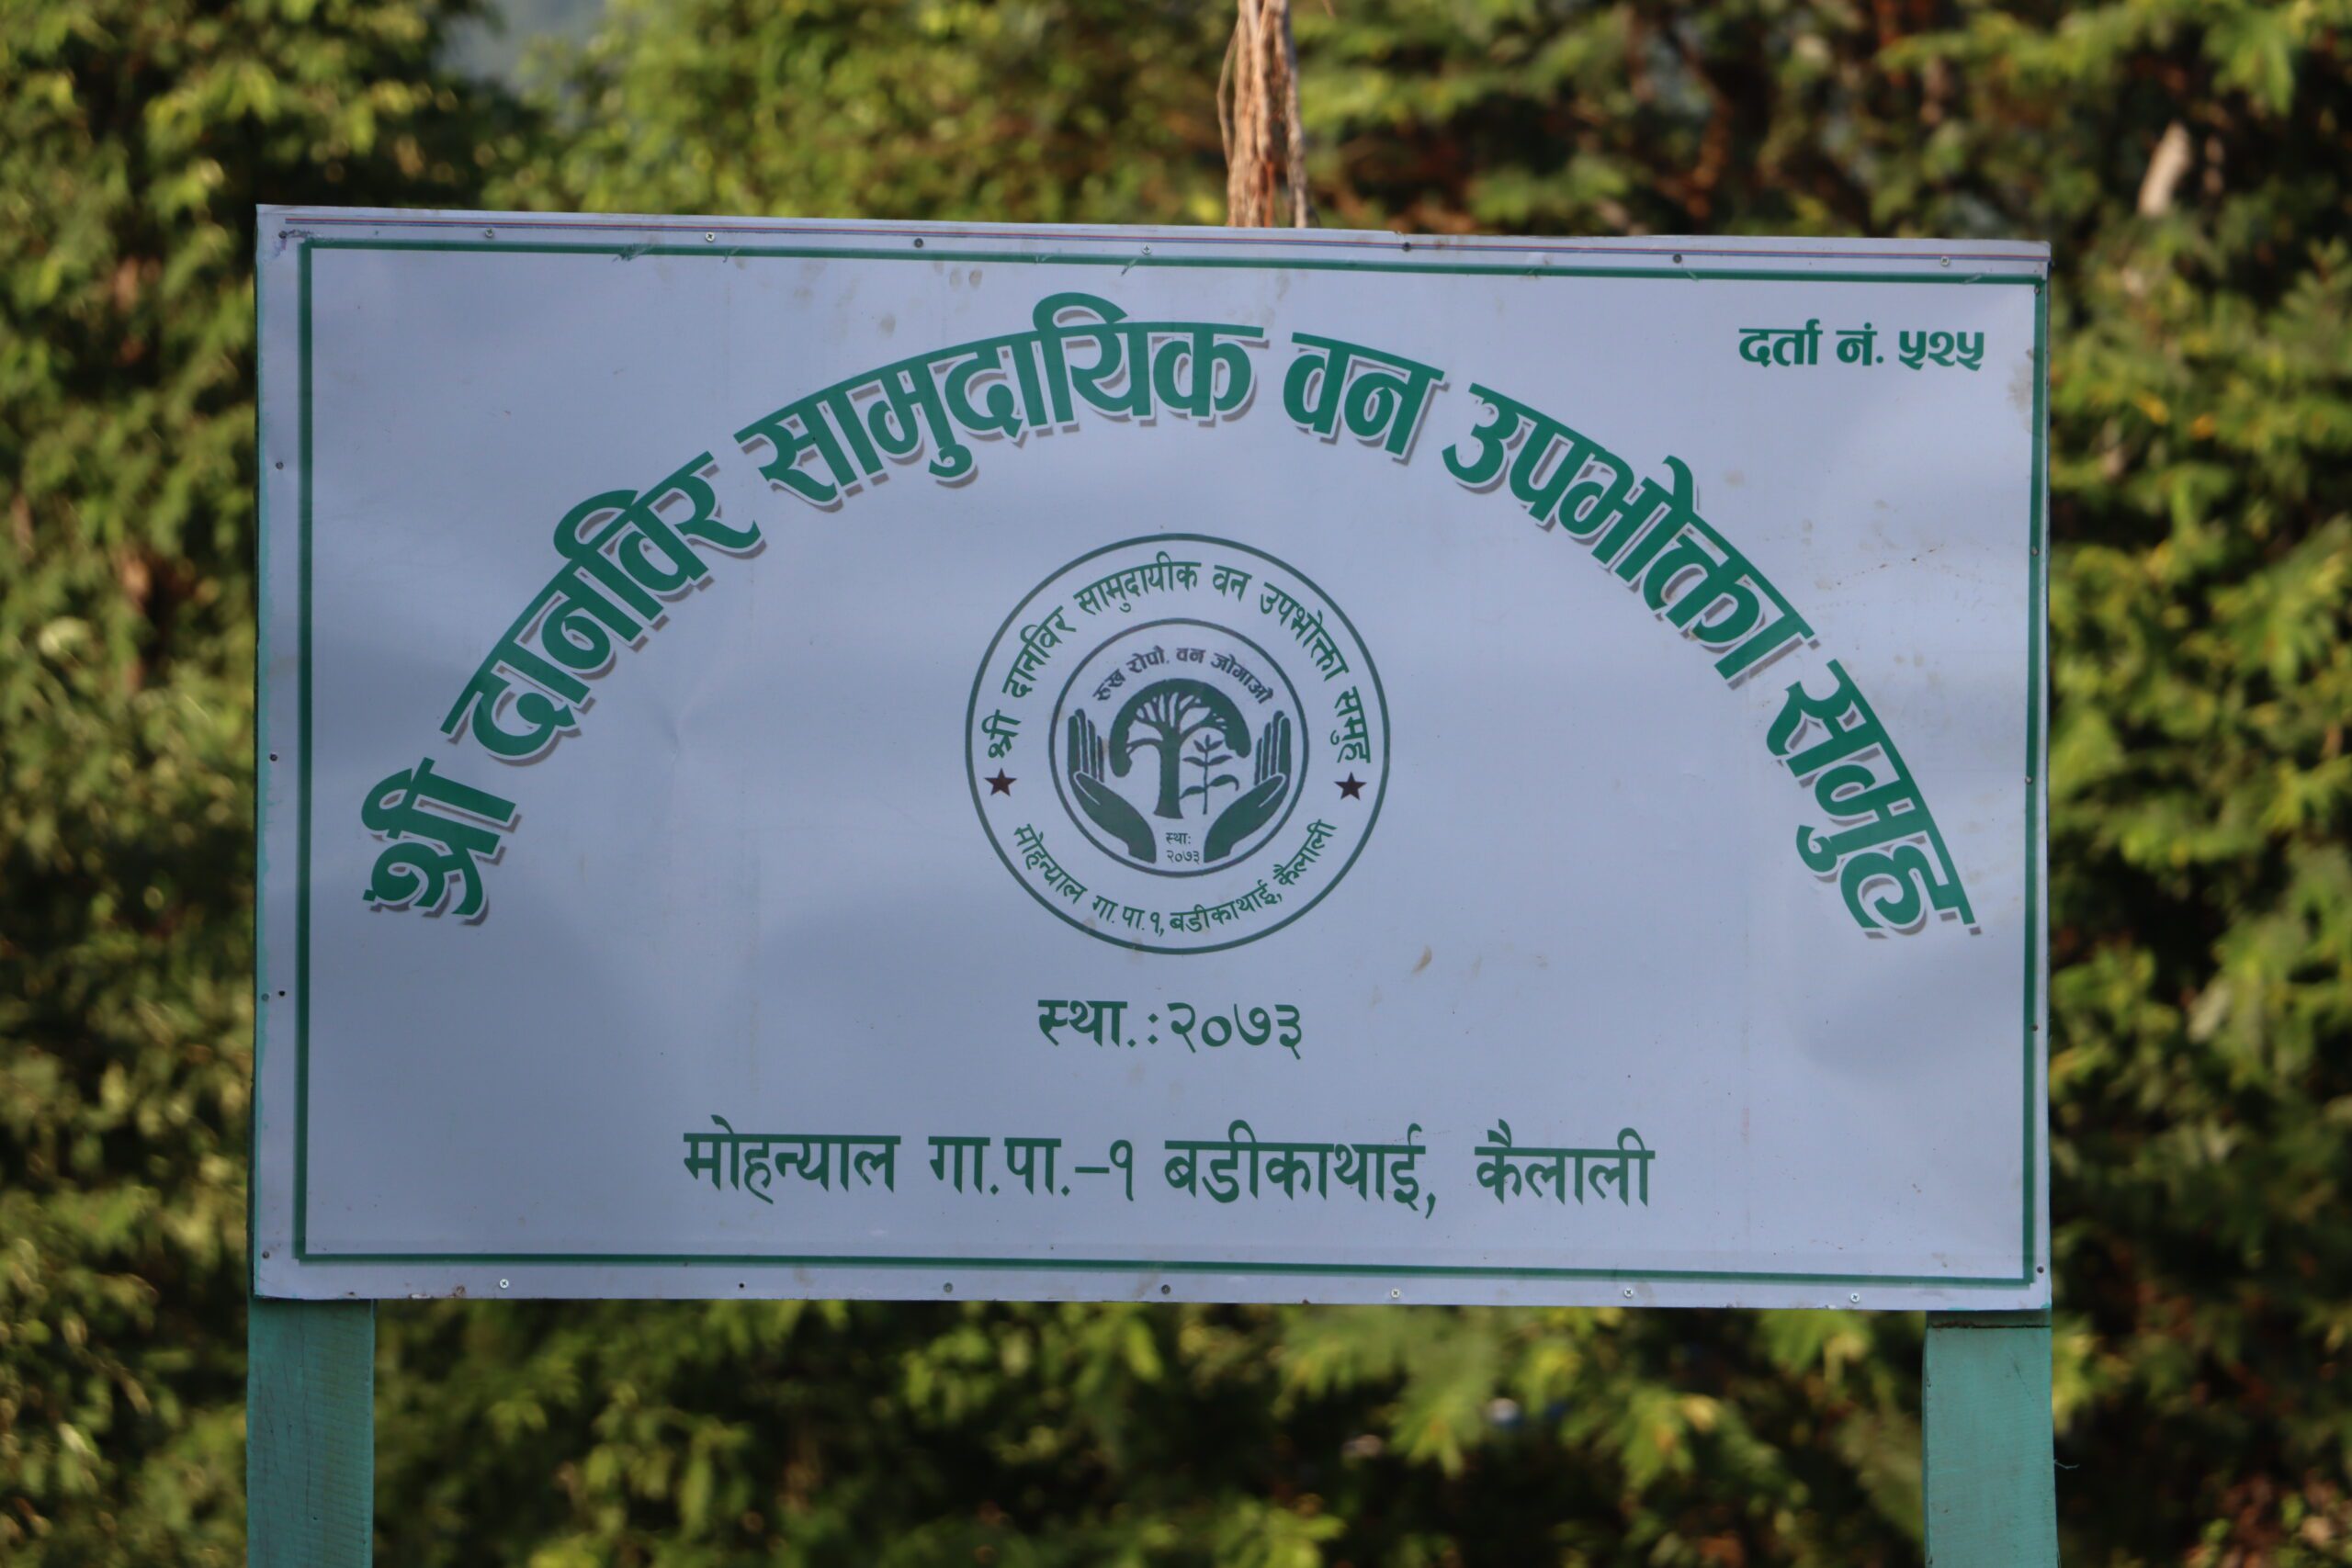 दर्ता नं. ५२५
श्री दानविर सामुदायिक वन उपभोक्ता समुह
श्री दानविर सामुदायीक वन उपभोक्ता समुह
रुख रोपौ, वन जोगाऔ
स्था:
२०७३
मोहन्याल गा.पा.१, बडीकाथाई, कैलाली
स्था.:२०७३
मोहन्याल गा.पा.–१ बडीकाथाई, कैलाली